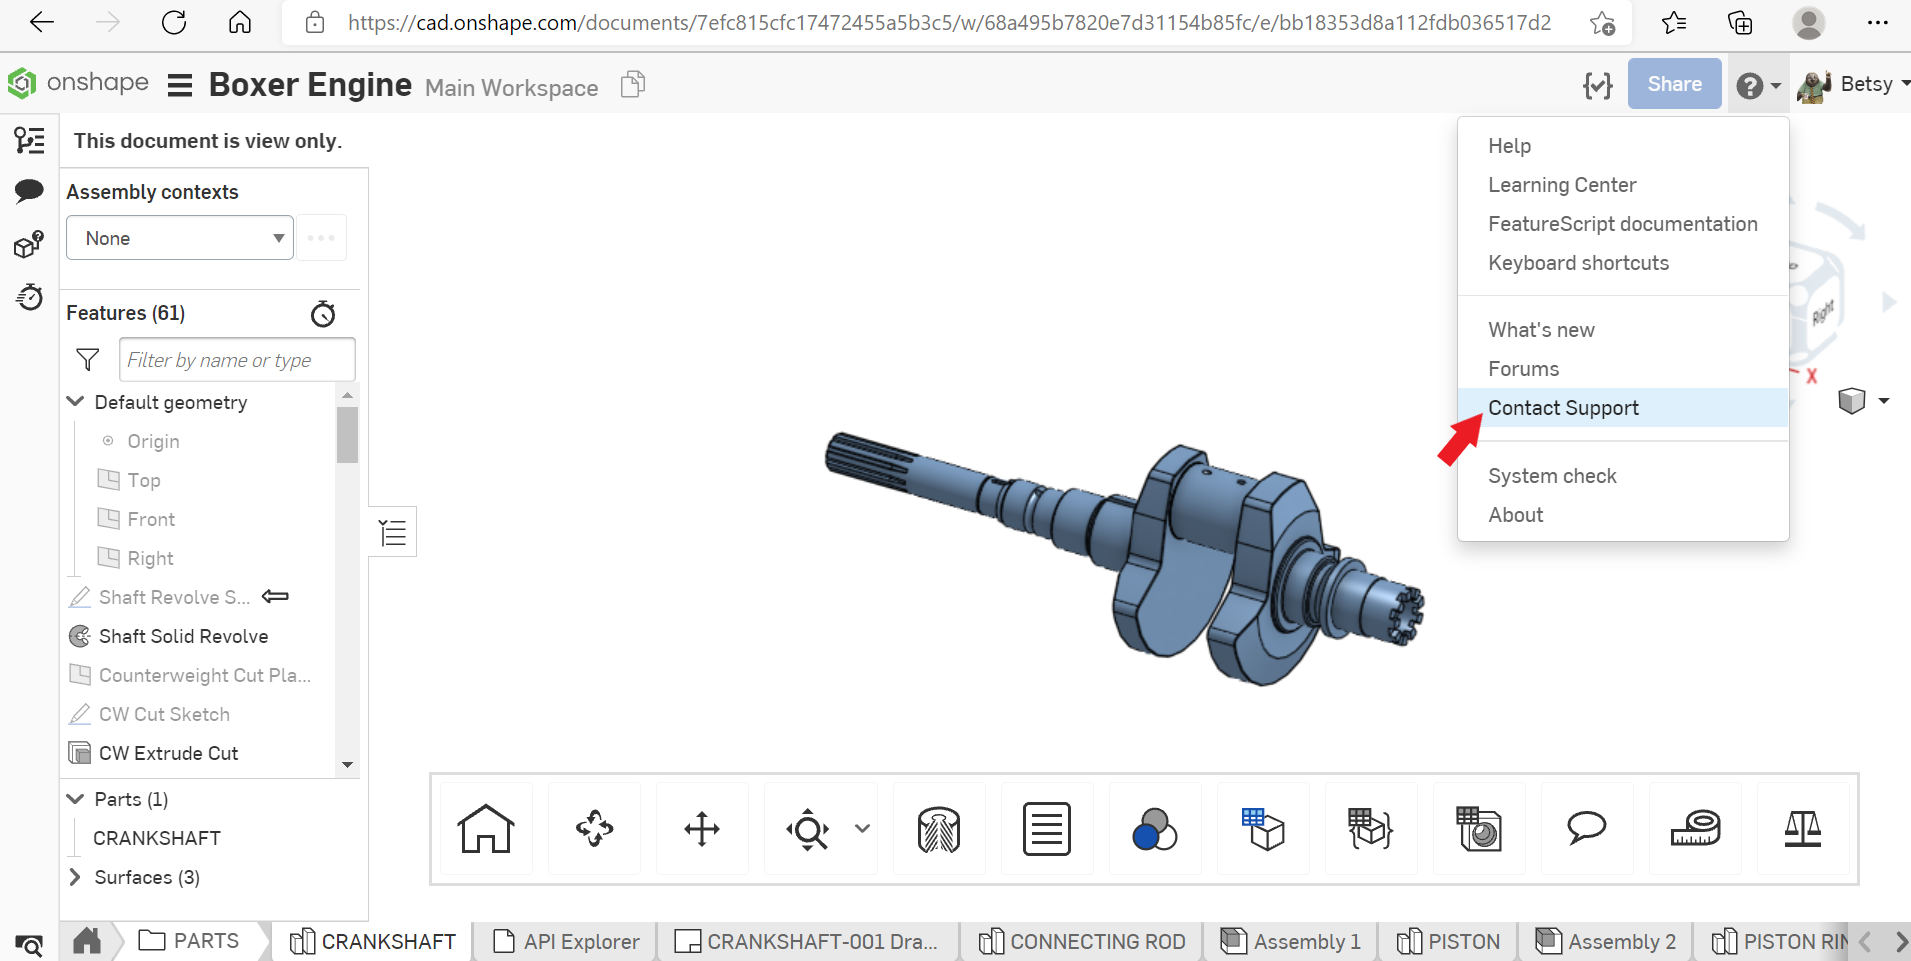 https://cad.onshape.com/documents/7efc815cfc17472455a5b3c5/w/68a495b7820e7d31154b85fc/e/bb18353d8a112fdb036517d2
onshape Boxer Engine Main Workspace Share Betsy
This document is view only.
Assembly contexts
None
Features (61)
Filter by name or type
Default geometry
Origin
Top
Front
Right
Shaft Revolve S...
Shaft Solid Revolve
Counterweight Cut Pla...
CW Cut Sketch
CW Extrude Cut
Parts (1)
CRANKSHAFT
Surfaces (3)
Help
Learning Center
FeatureScript documentation
Keyboard shortcuts
What's new
Forums
Contact Support
System check
About
Right
X
PARTS CRANKSHAFT API Explorer CRANKSHAFT-001 Dra... CONNECTING ROD Assembly 1 PISTON Assembly 2 PISTON RIN